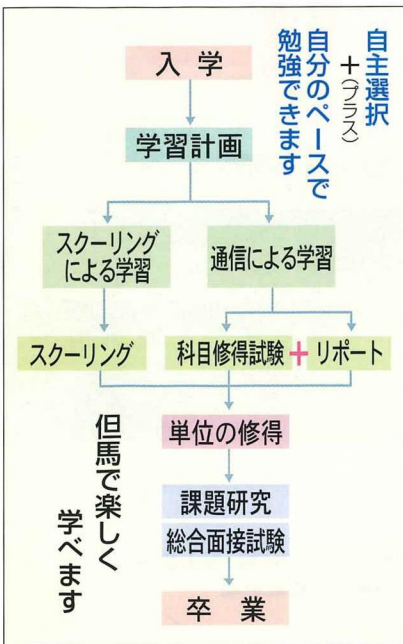 自主選択
＋(プラス)
自分のペースで
勉強できます
入学
学習計画
スクーリング
による学習
通信による学習
スクーリング
科目修得試験＋リポート
単位の修得
課題研究
総合面接試験
卒業
但馬で楽しく
学べます